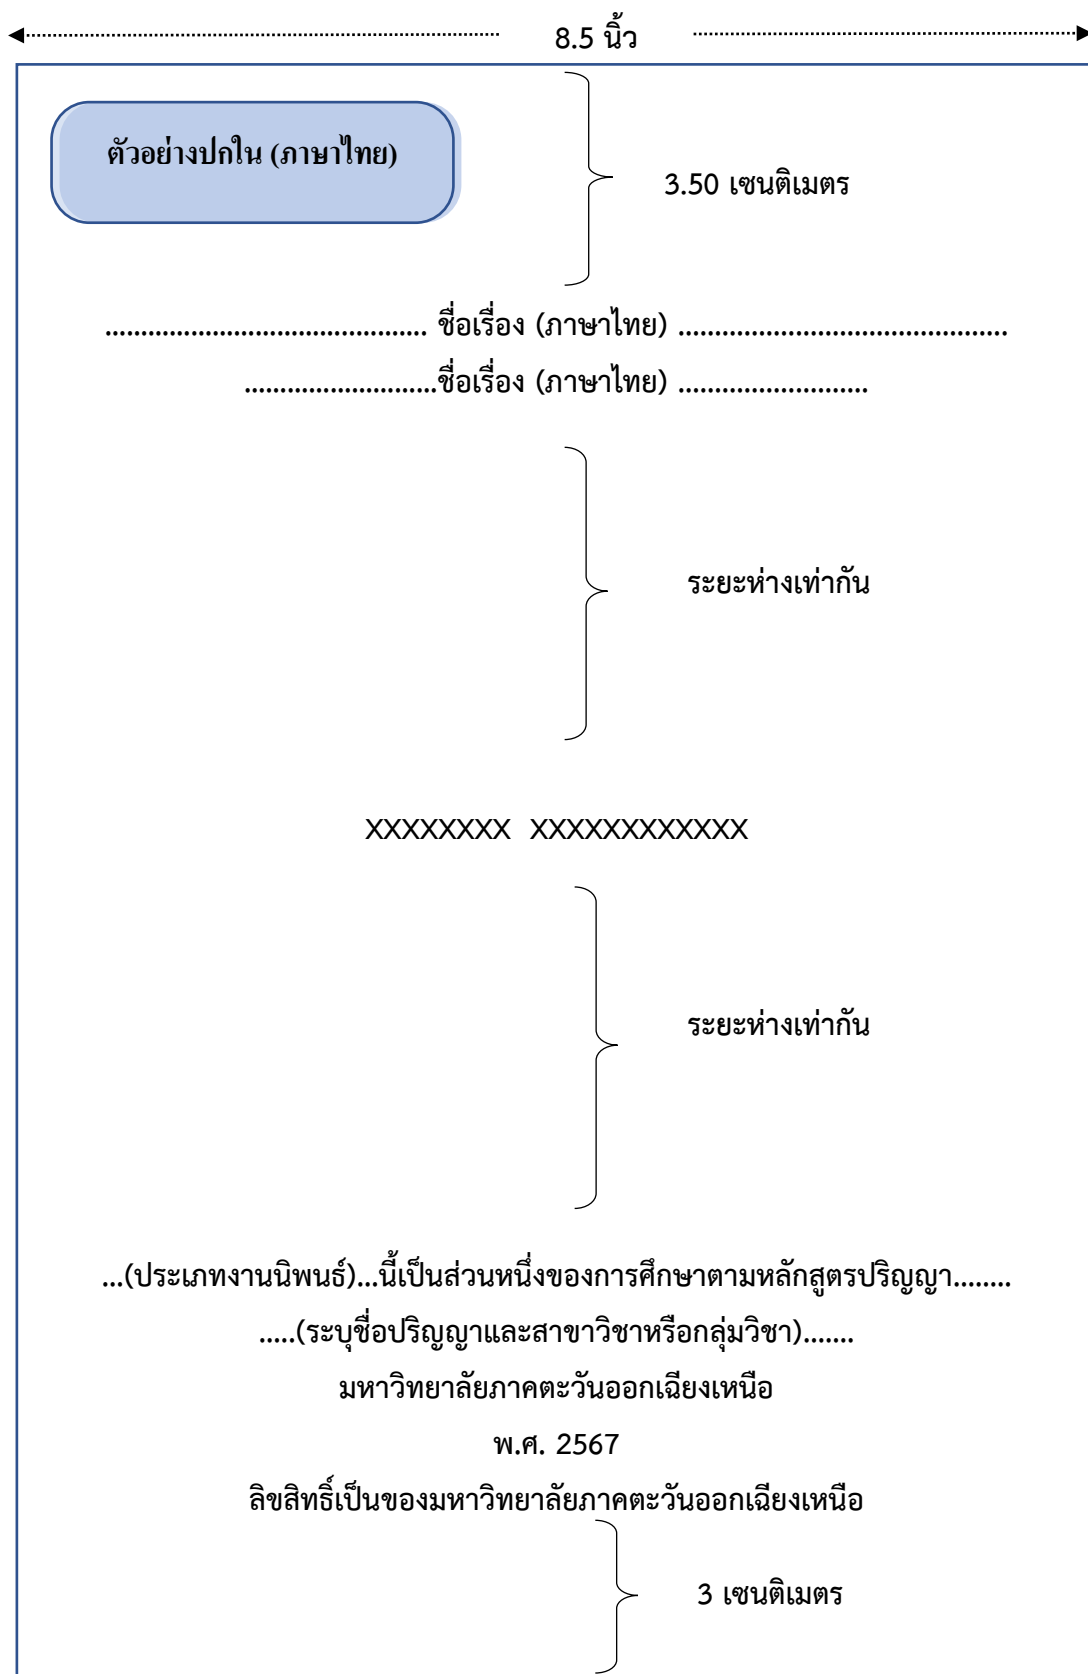 8.5 นิ้ว
ตัวอย่างปกใน (ภาษาไทย)
3.50 เซนติเมตร
.............................................. ชื่อเรื่อง (ภาษาไทย) ...............................................
...........................ชื่อเรื่อง (ภาษาไทย) ...........................
ระยะห่างเท่ากัน
XXXXXXXX XXXXXXXXXXXX
ระยะห่างเท่ากัน
...(ประเภทงานนิพนธ์)...นี้เป็นส่วนหนึ่งของการศึกษาตามหลักสูตรปริญญา........
.....(ระบุชื่อปริญญาและสาขาวิชาหรือกลุ่มวิชา).......
มหาวิทยาลัยภาคตะวันออกเฉียงเหนือ
พ.ศ. 2567
ลิขสิทธิ์เป็นของมหาวิทยาลัยภาคตะวันออกเฉียงเหนือ
3 เซนติเมตร